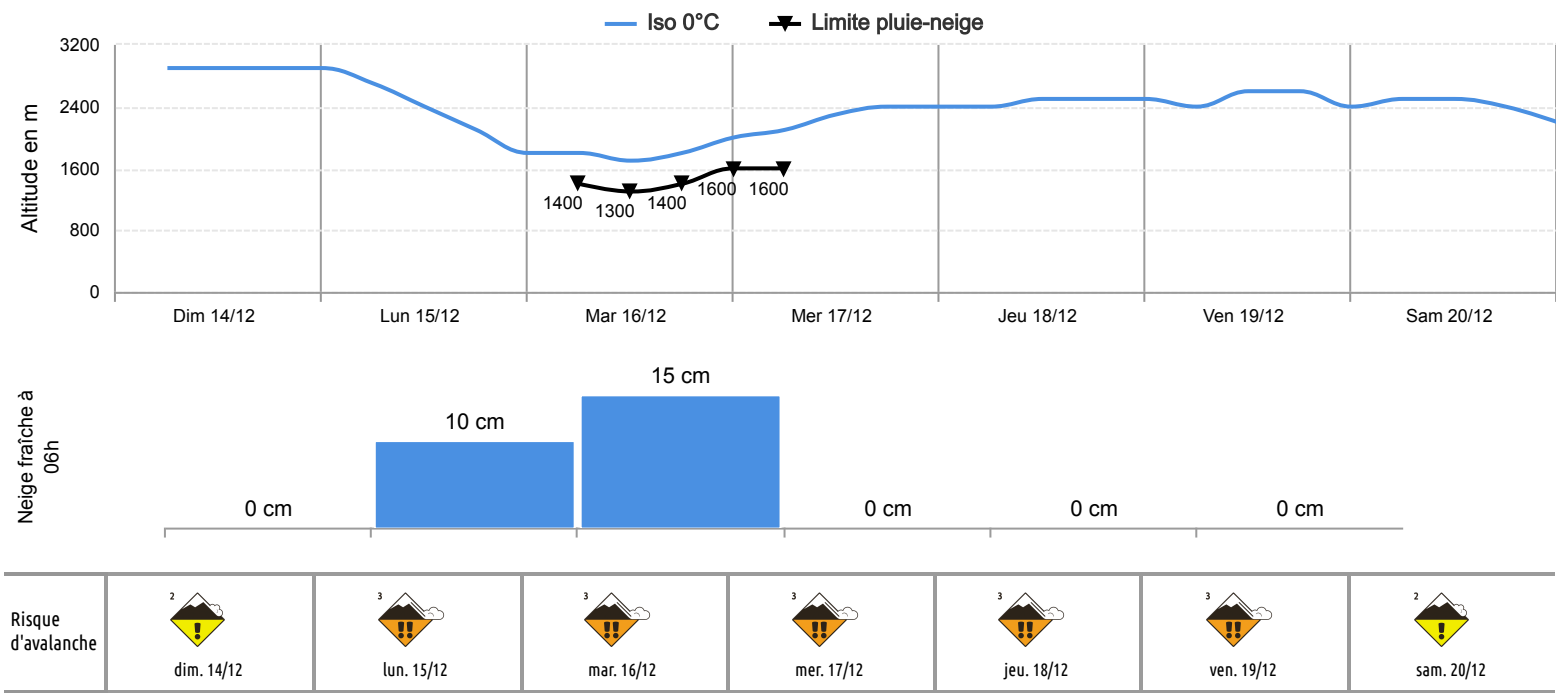 Iso 0°C Limite pluie-neige
Altitude en m
3200
2400
1600
800
0
1400 1300 1400 1600 1600
Dim 14/12 Lun 15/12 Mar 16/12 Mer 17/12 Jeu 18/12 Ven 19/12 Sam 20/12
Neige fraîche à
06h
0 cm 10 cm 15 cm 0 cm 0 cm 0 cm
Risque
d'avalanche
2 3 3 3 3 3 2
! !! !! !! !! !! !
dim. 14/12 lun. 15/12 mar. 16/12 mer. 17/12 jeu. 18/12 ven. 19/12 sam. 20/12